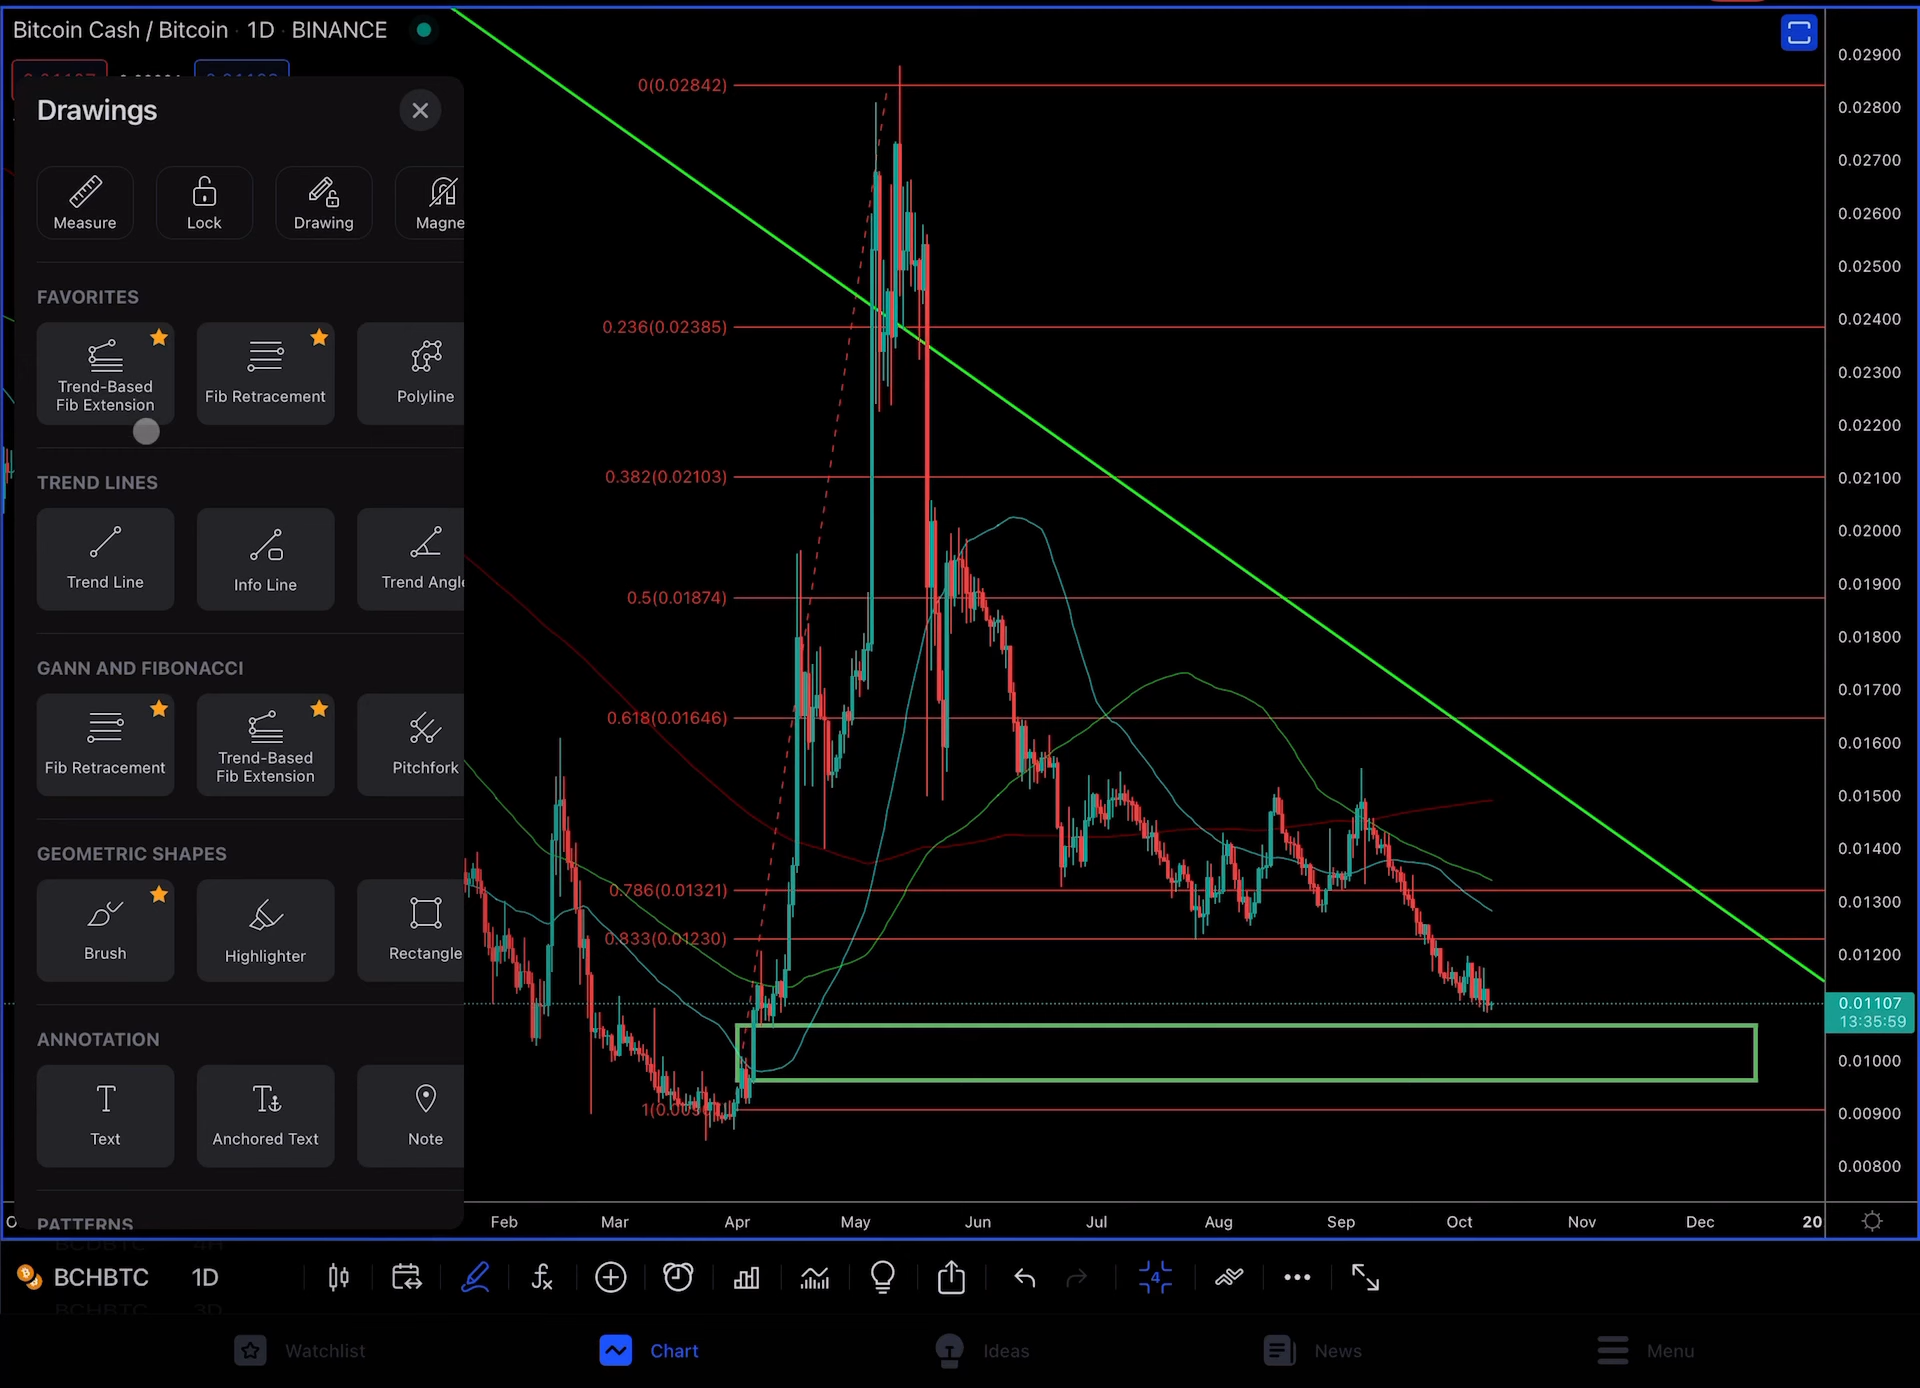 Bitcoin Cash / Bitcoin · 1D · BINANCE
Drawings
Measure
Lock
Drawing
Magne
FAVORITES
Trend-Based
Fib Extension
Fib Retracement
Polyline
TREND LINES
Trend Line
Info Line
Trend Angle
GANN AND FIBONACCI
Fib Retracement
Trend-Based
Fib Extension
Pitchfork
GEOMETRIC SHAPES
Brush
Highlighter
Rectangle
ANNOTATION
T
Text
Anchored Text
Note
PATTERNS
0(0.02842)
0.236(0.02385)
0.382(0.02103)
0.5(0.01874)
0.618(0.01646)
0.786(0.01321)
0.833(0.01230)
0.02900
0.02800
0.02700
0.02600
0.02500
0.02400
0.02300
0.02200
0.02100
0.02000
0.01900
0.01800
0.01700
0.01600
0.01500
0.01400
0.01300
0.01200
0.01107
13:35:59
0.01000
0.00900
0.00800
Feb
Mar
Apr
May
Jun
Jul
Aug
Sep
Oct
Nov
Dec
20
BCHBTC 1D
4
Watchlist
Chart
Ideas
News
Menu